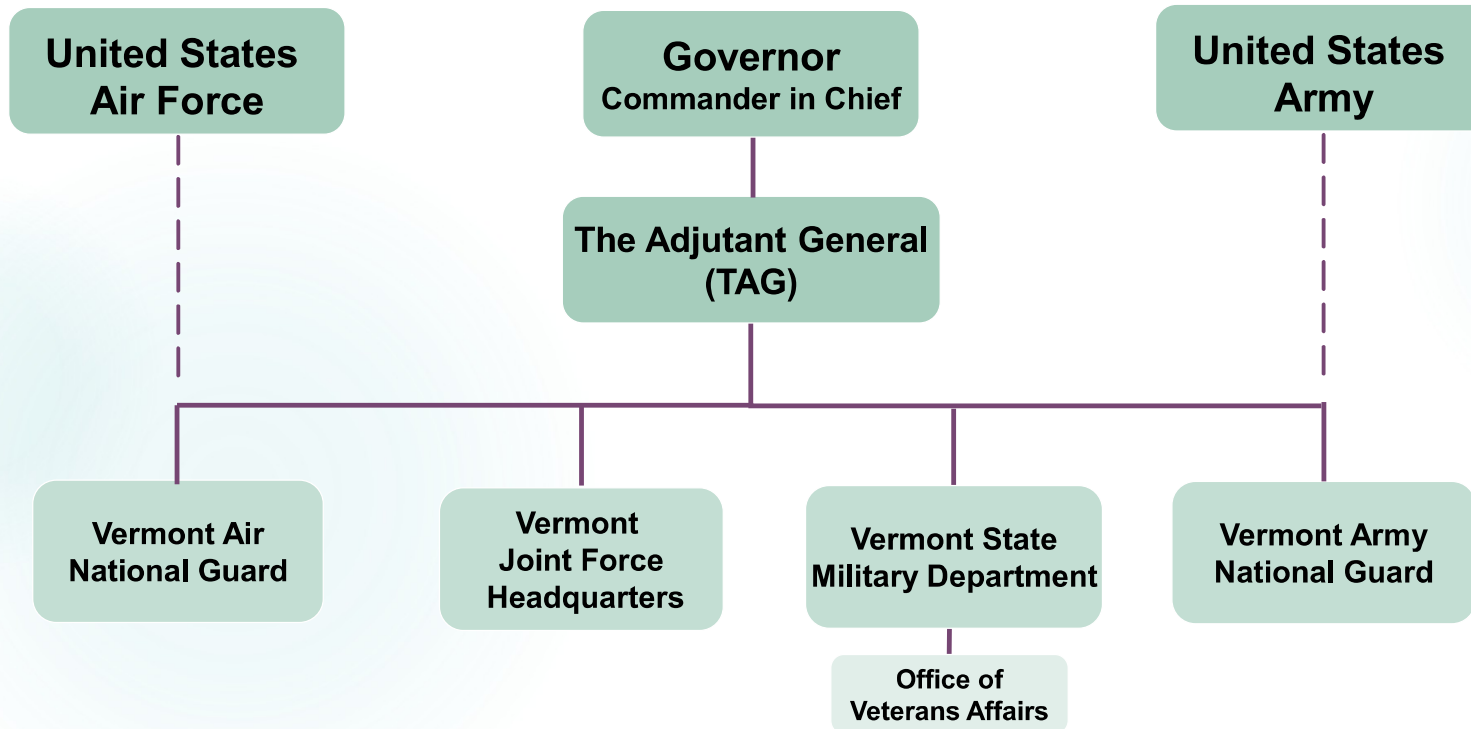 United States
Air Force
Governor
Commander in Chief
United States
Army
The Adjutant General
(TAG)
Vermont Air
National Guard
Vermont
Joint Force
Headquarters
Vermont State
Military Department
Vermont Army
National Guard
Office of
Veterans Affairs